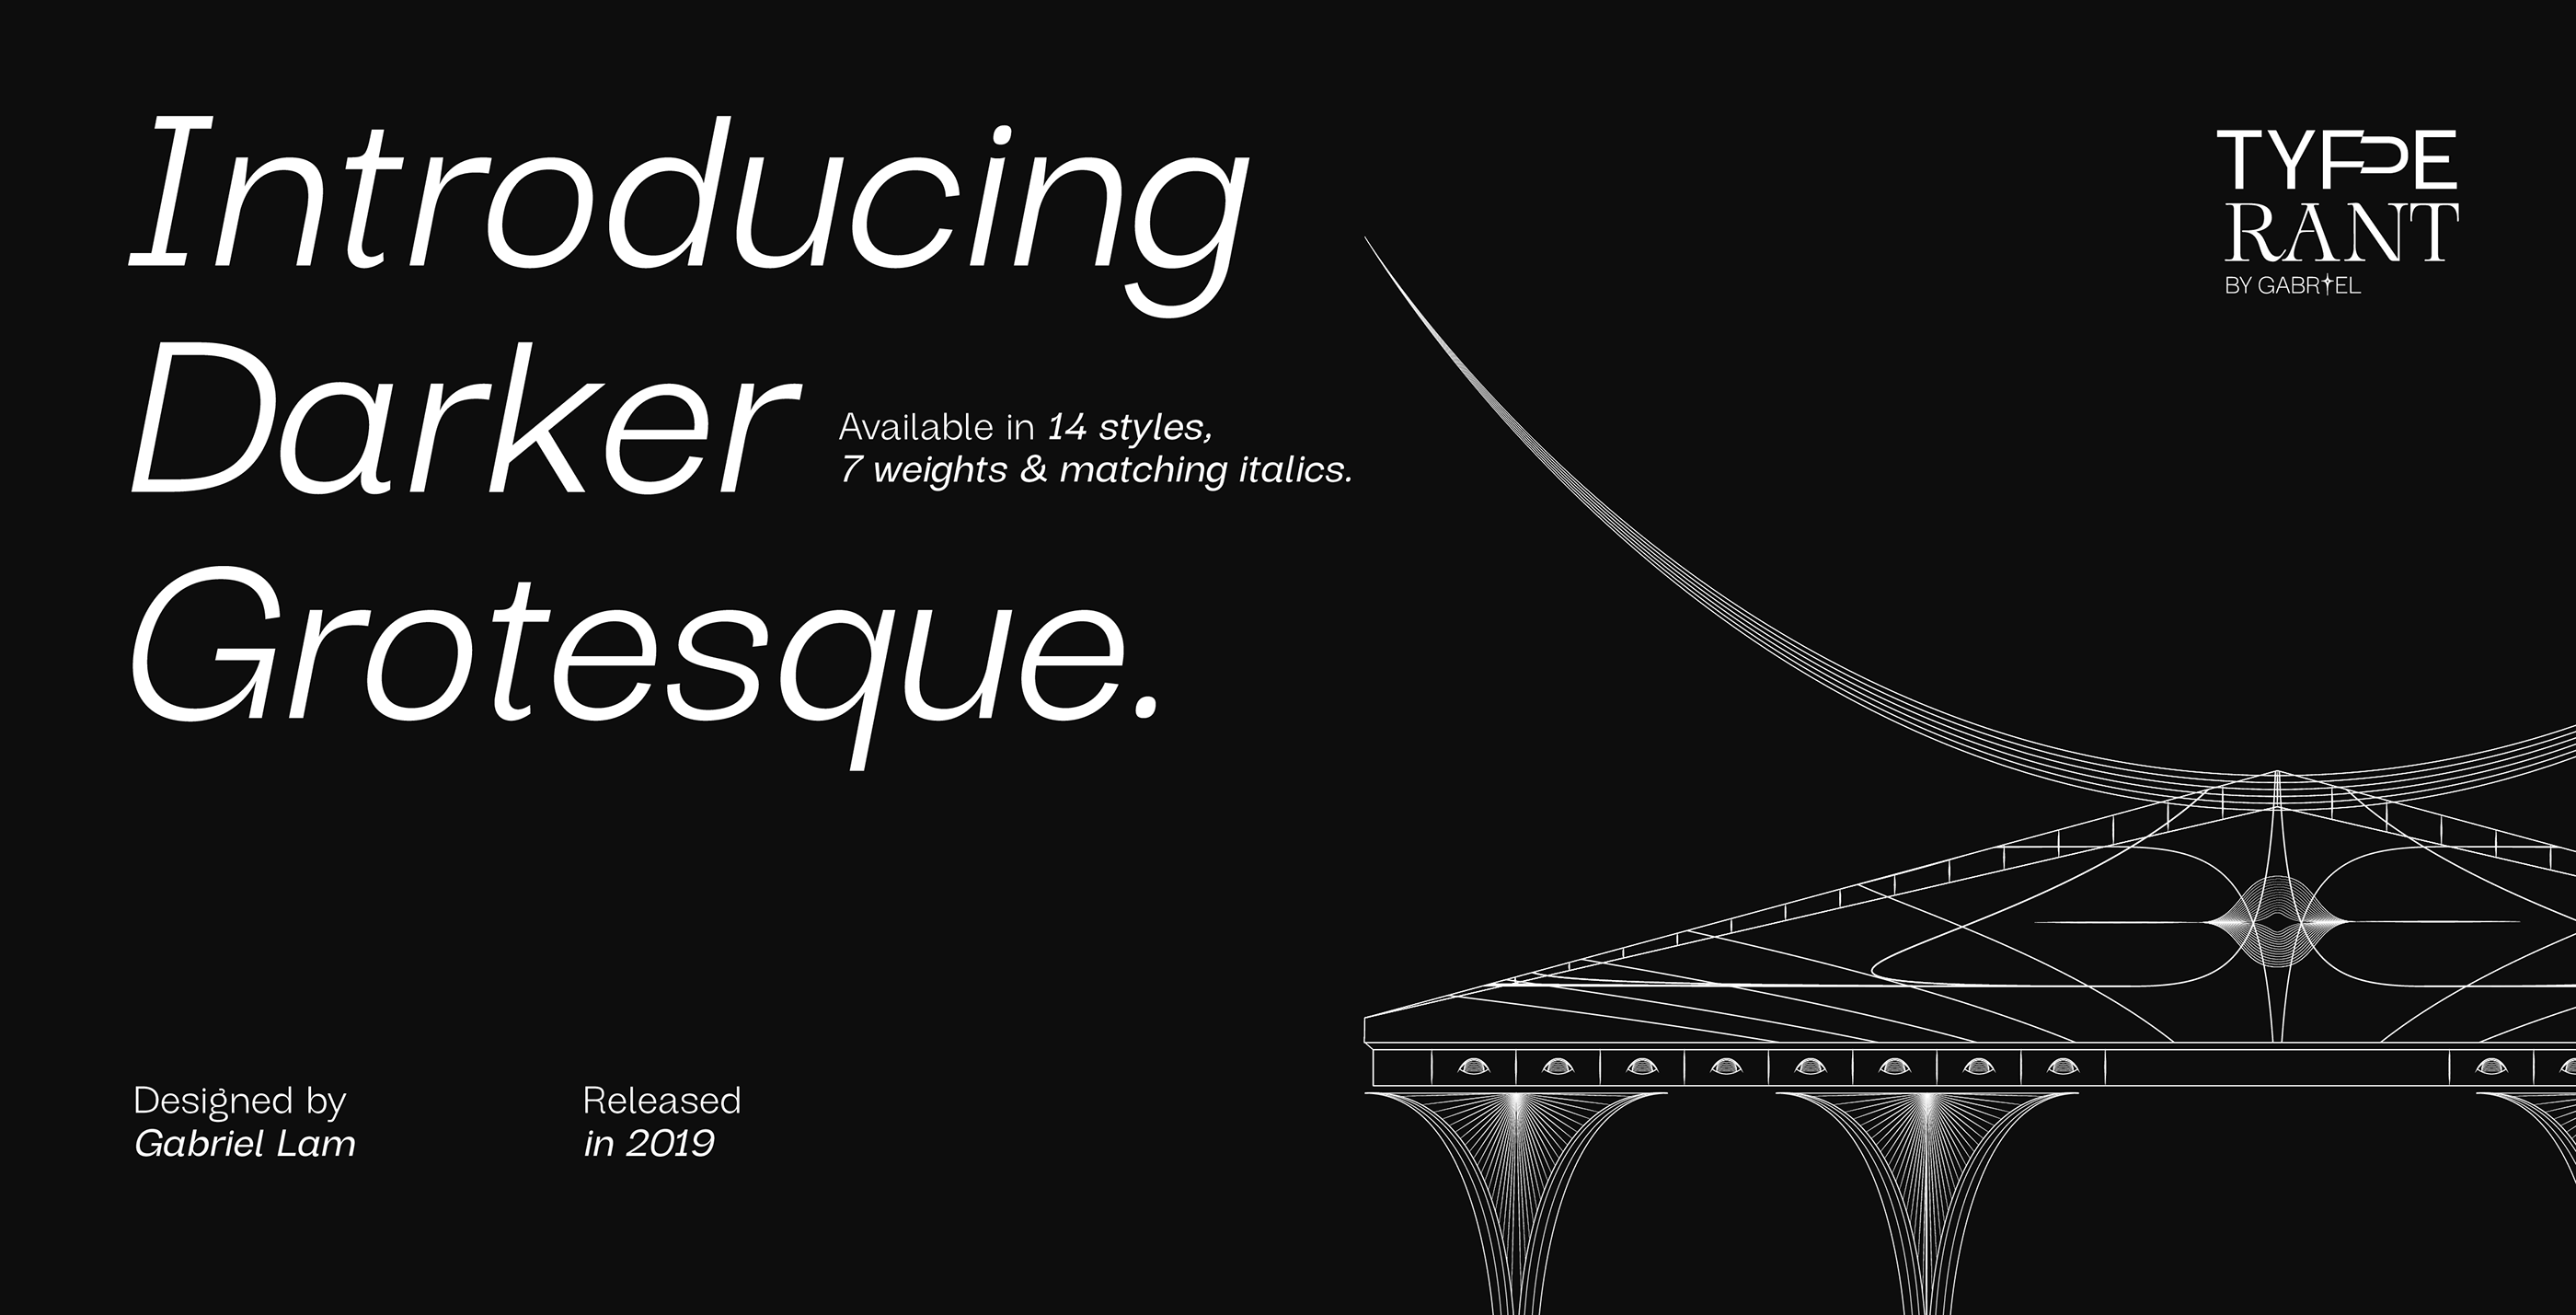 Introducing
Darker
Grotesque.
Available in 14 styles,
7 weights & matching italics.
TYPE
RANT
BY GABRIEL
Designed by
Gabriel Lam
Released
in 2019